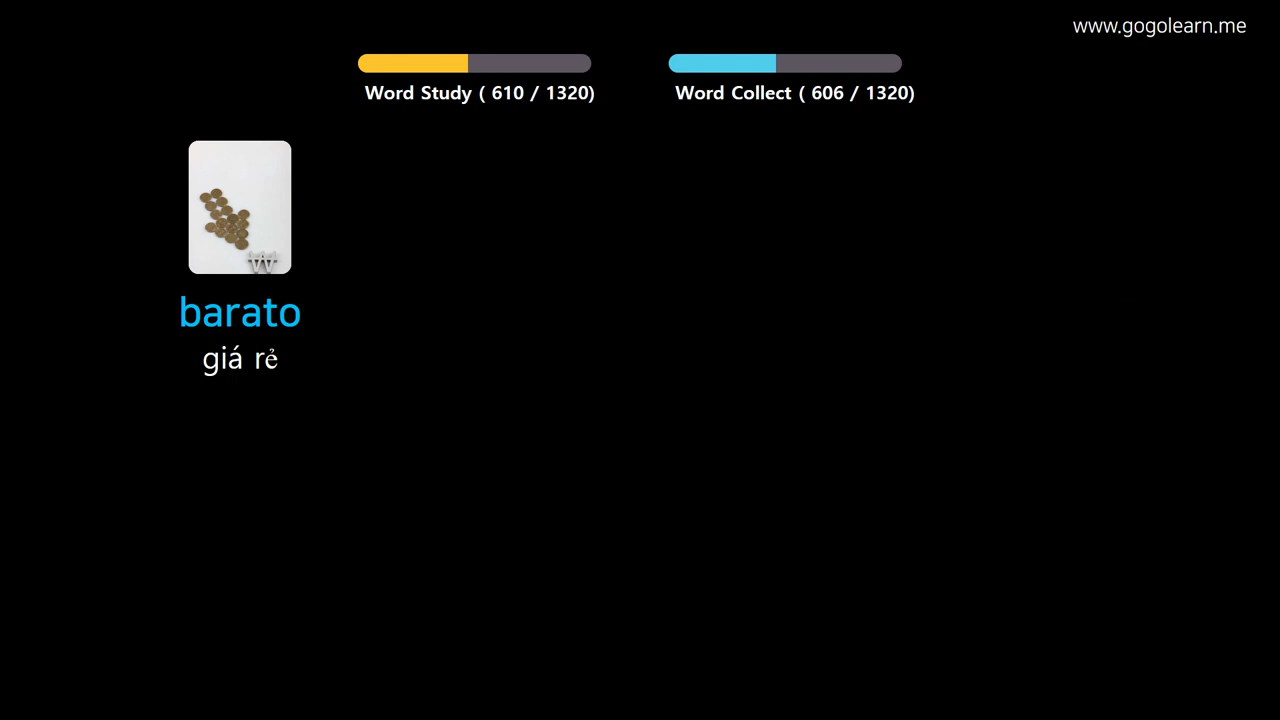 www.gogolearn.me
Word Study ( 610 / 1320)
Word Collect ( 606 / 1320)
₩
barato
giá rẻ